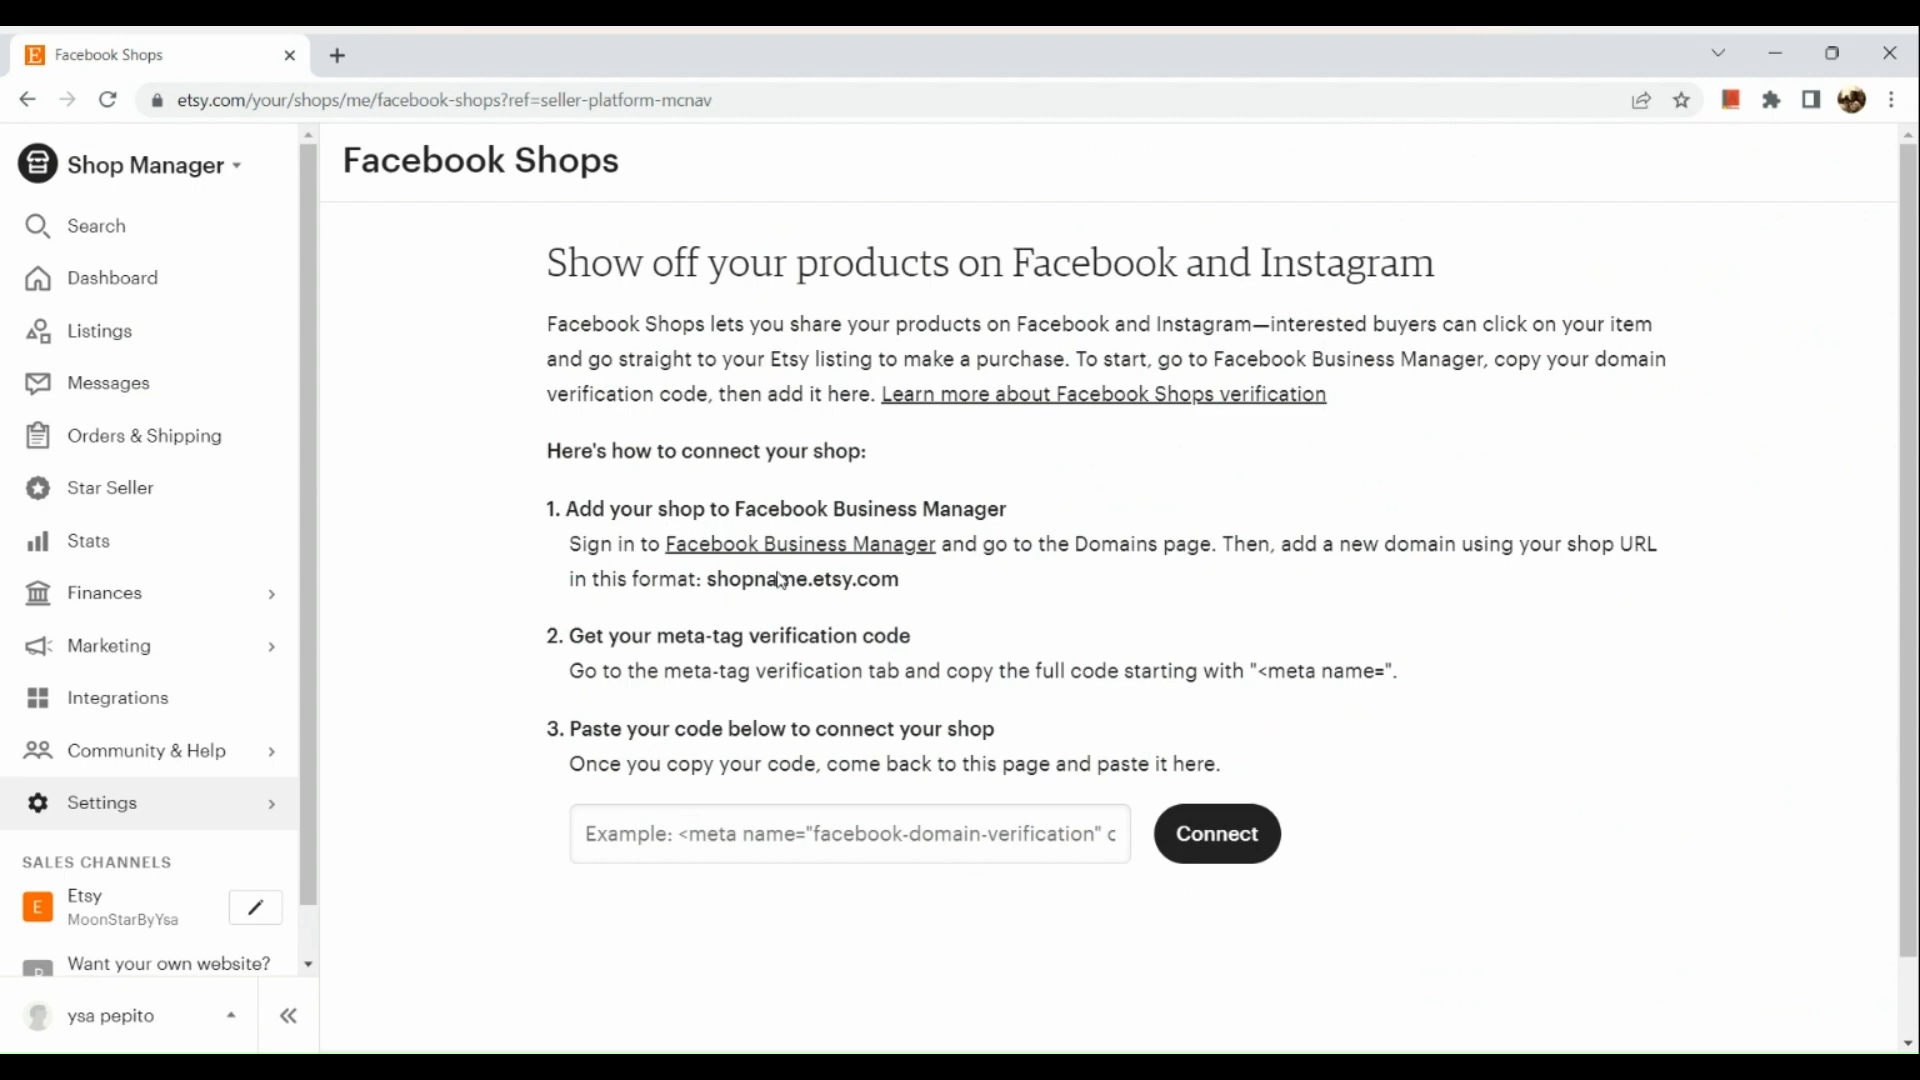 Facebook Shops
etsy.com/your/shops/me/facebook-shops?ref=seller-platform-mcnav
Shop Manager
Search
Dashboard
Listings
Messages
Orders & Shipping
Star Seller
Stats
Finances
Marketing
Integrations
Community & Help
Settings
SALES CHANNELS
E
Etsy
MoonStarByYsa
Want your own website?
ysa pepito
Facebook Shops
Show off your products on Facebook and Instagram
Facebook Shops lets you share your products on Facebook and Instagram—interested buyers can click on your item
and go straight to your Etsy listing to make a purchase. To start, go to Facebook Business Manager, copy your domain
verification code, then add it here. Learn more about Facebook Shops verification
Here's how to connect your shop:
1. Add your shop to Facebook Business Manager
Sign in to Facebook Business Manager and go to the Domains page. Then, add a new domain using your shop URL
in this format: shopname.etsy.com
2. Get your meta-tag verification code
Go to the meta-tag verification tab and copy the full code starting with "<meta name=".
3. Paste your code below to connect your shop
Once you copy your code, come back to this page and paste it here.
Example: <meta name="facebook-domain-verification" c
Connect